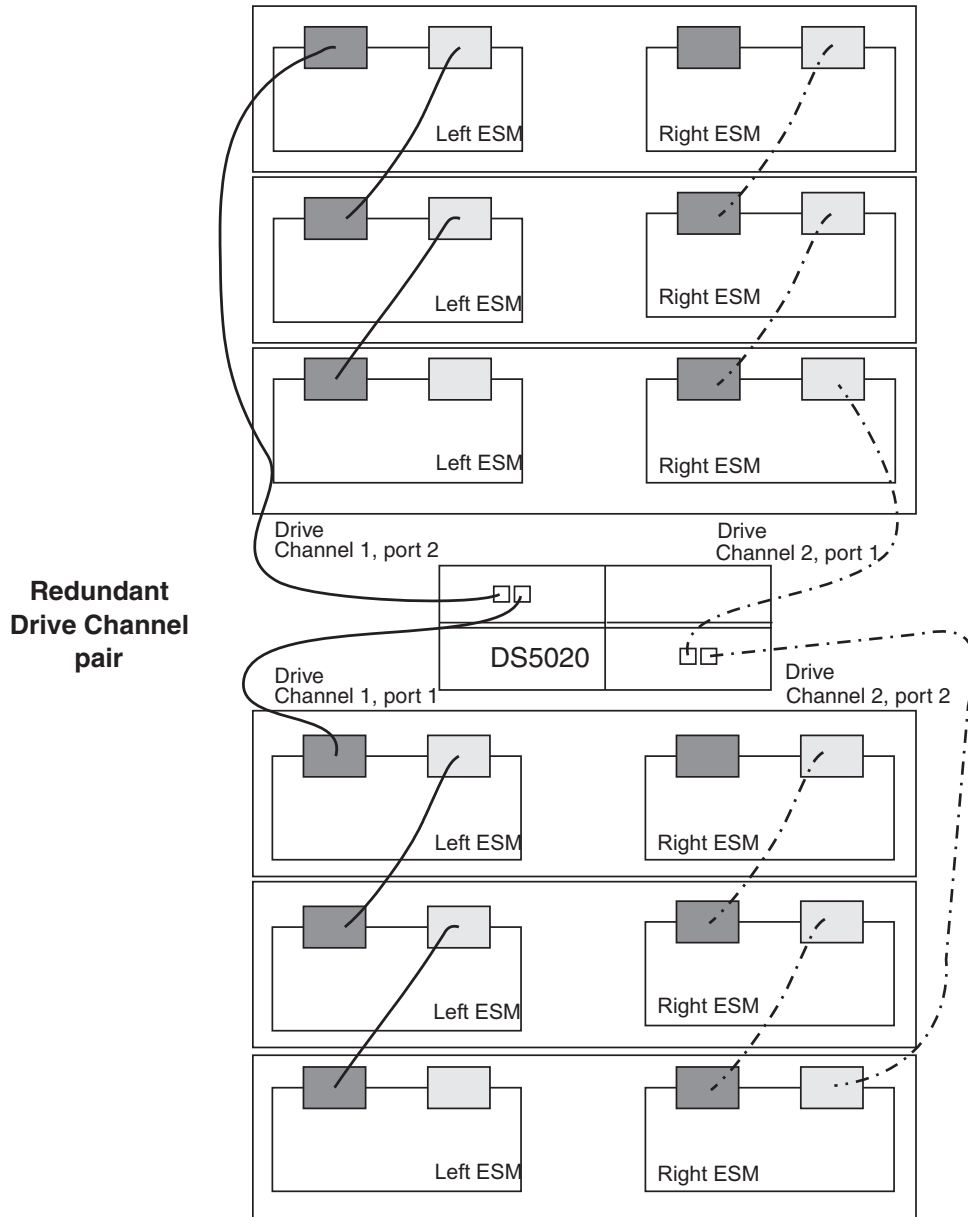 Left ESM
Right ESM
Left ESM
Right ESM
Left ESM
Right ESM
Drive
Channel 1, port 2
Drive
Channel 2, port 1
Redundant
Drive Channel
pair
DS5020
Drive
Channel 1, port 1
Drive
Channel 2, port 2
Left ESM
Right ESM
Left ESM
Right ESM
Left ESM
Right ESM